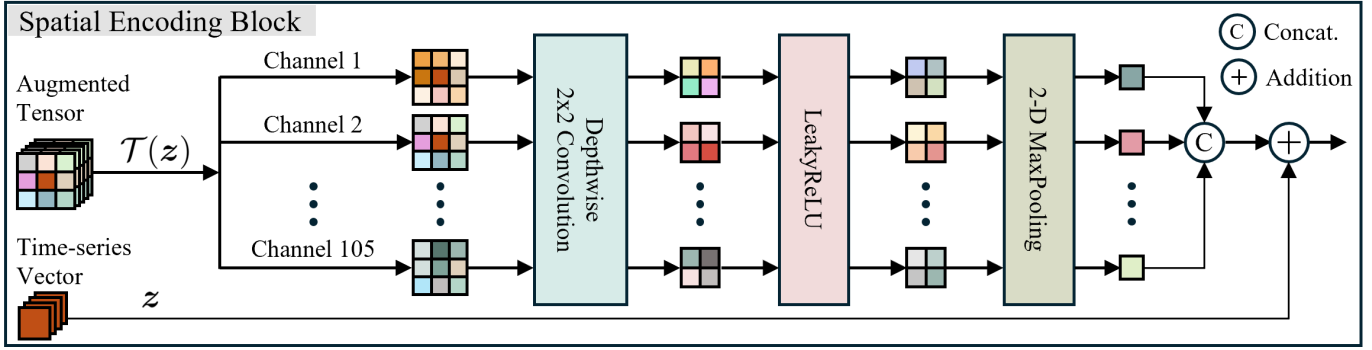 Spatial Encoding Block
Augmented
Tensor
𝒯(𝒛)
Channel 1
Channel 2
Channel 105
Time-series
Vector
𝒛
Depthwise
2x2 Convolution
LeakyReLU
2-D MaxPooling
C
+
C Concat.
+ Addition